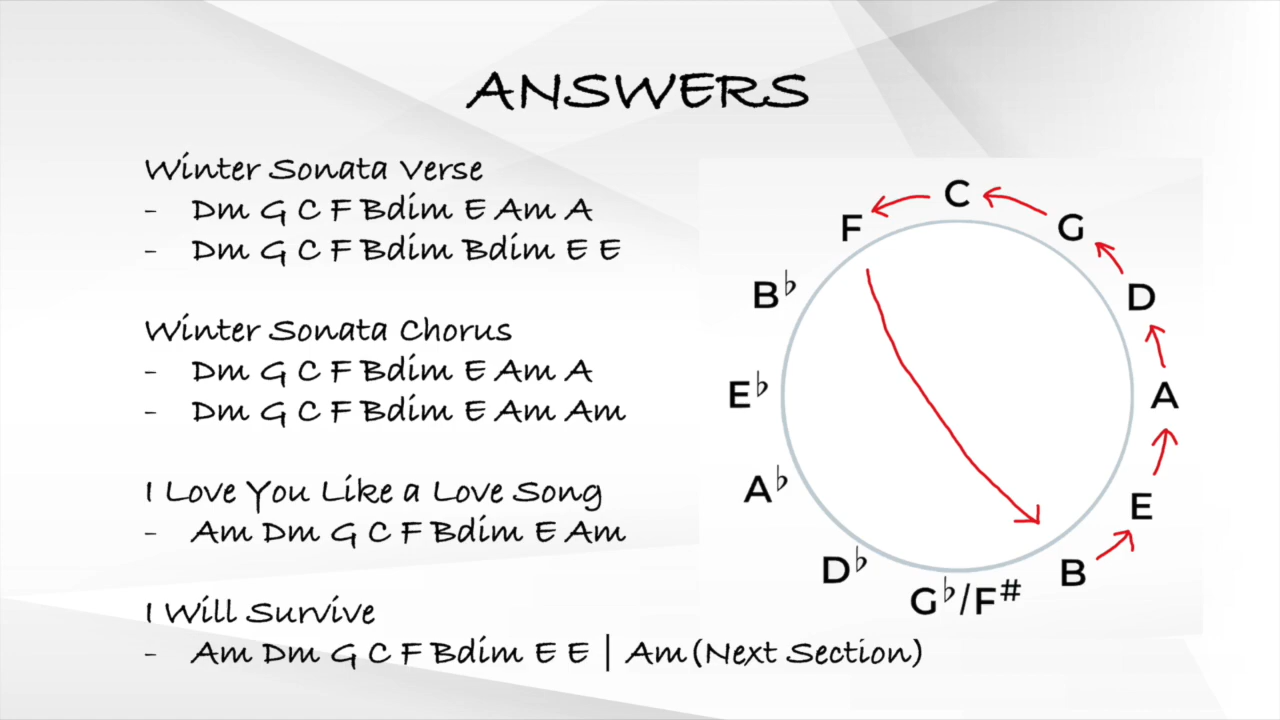 ANSWERS
Winter Sonata Verse
- Dm G C F Bdim E Am A
- Dm G C F Bdim Bdim E E
Winter Sonata Chorus
- Dm G C F Bdim E Am A
- Dm G C F Bdim E Am Am
I Love You Like a Love Song
- Am Dm G C F Bdim E Am
I Will Survive
- Am Dm G C F Bdim E E | Am (Next Section)
C
G
D
A
E
B
G♭/F#
D♭
A♭
E♭
B♭
F